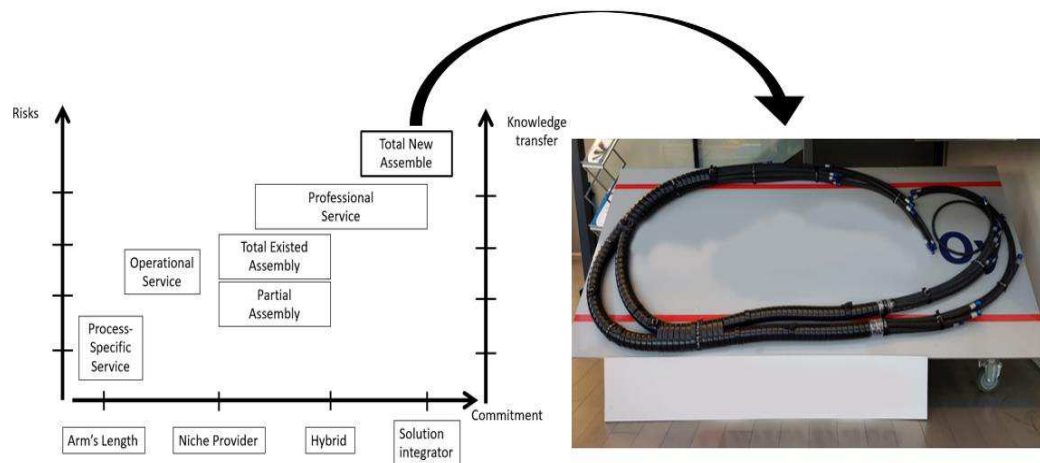 Risks
Knowledge
transfer
Total New
Assemble
Professional
Service
Total Existed
Assembly
Operational
Service
Partial
Assembly
Process-
Specific
Service
Commitment
Arm's Length
Niche Provider
Hybrid
Solution
integrator